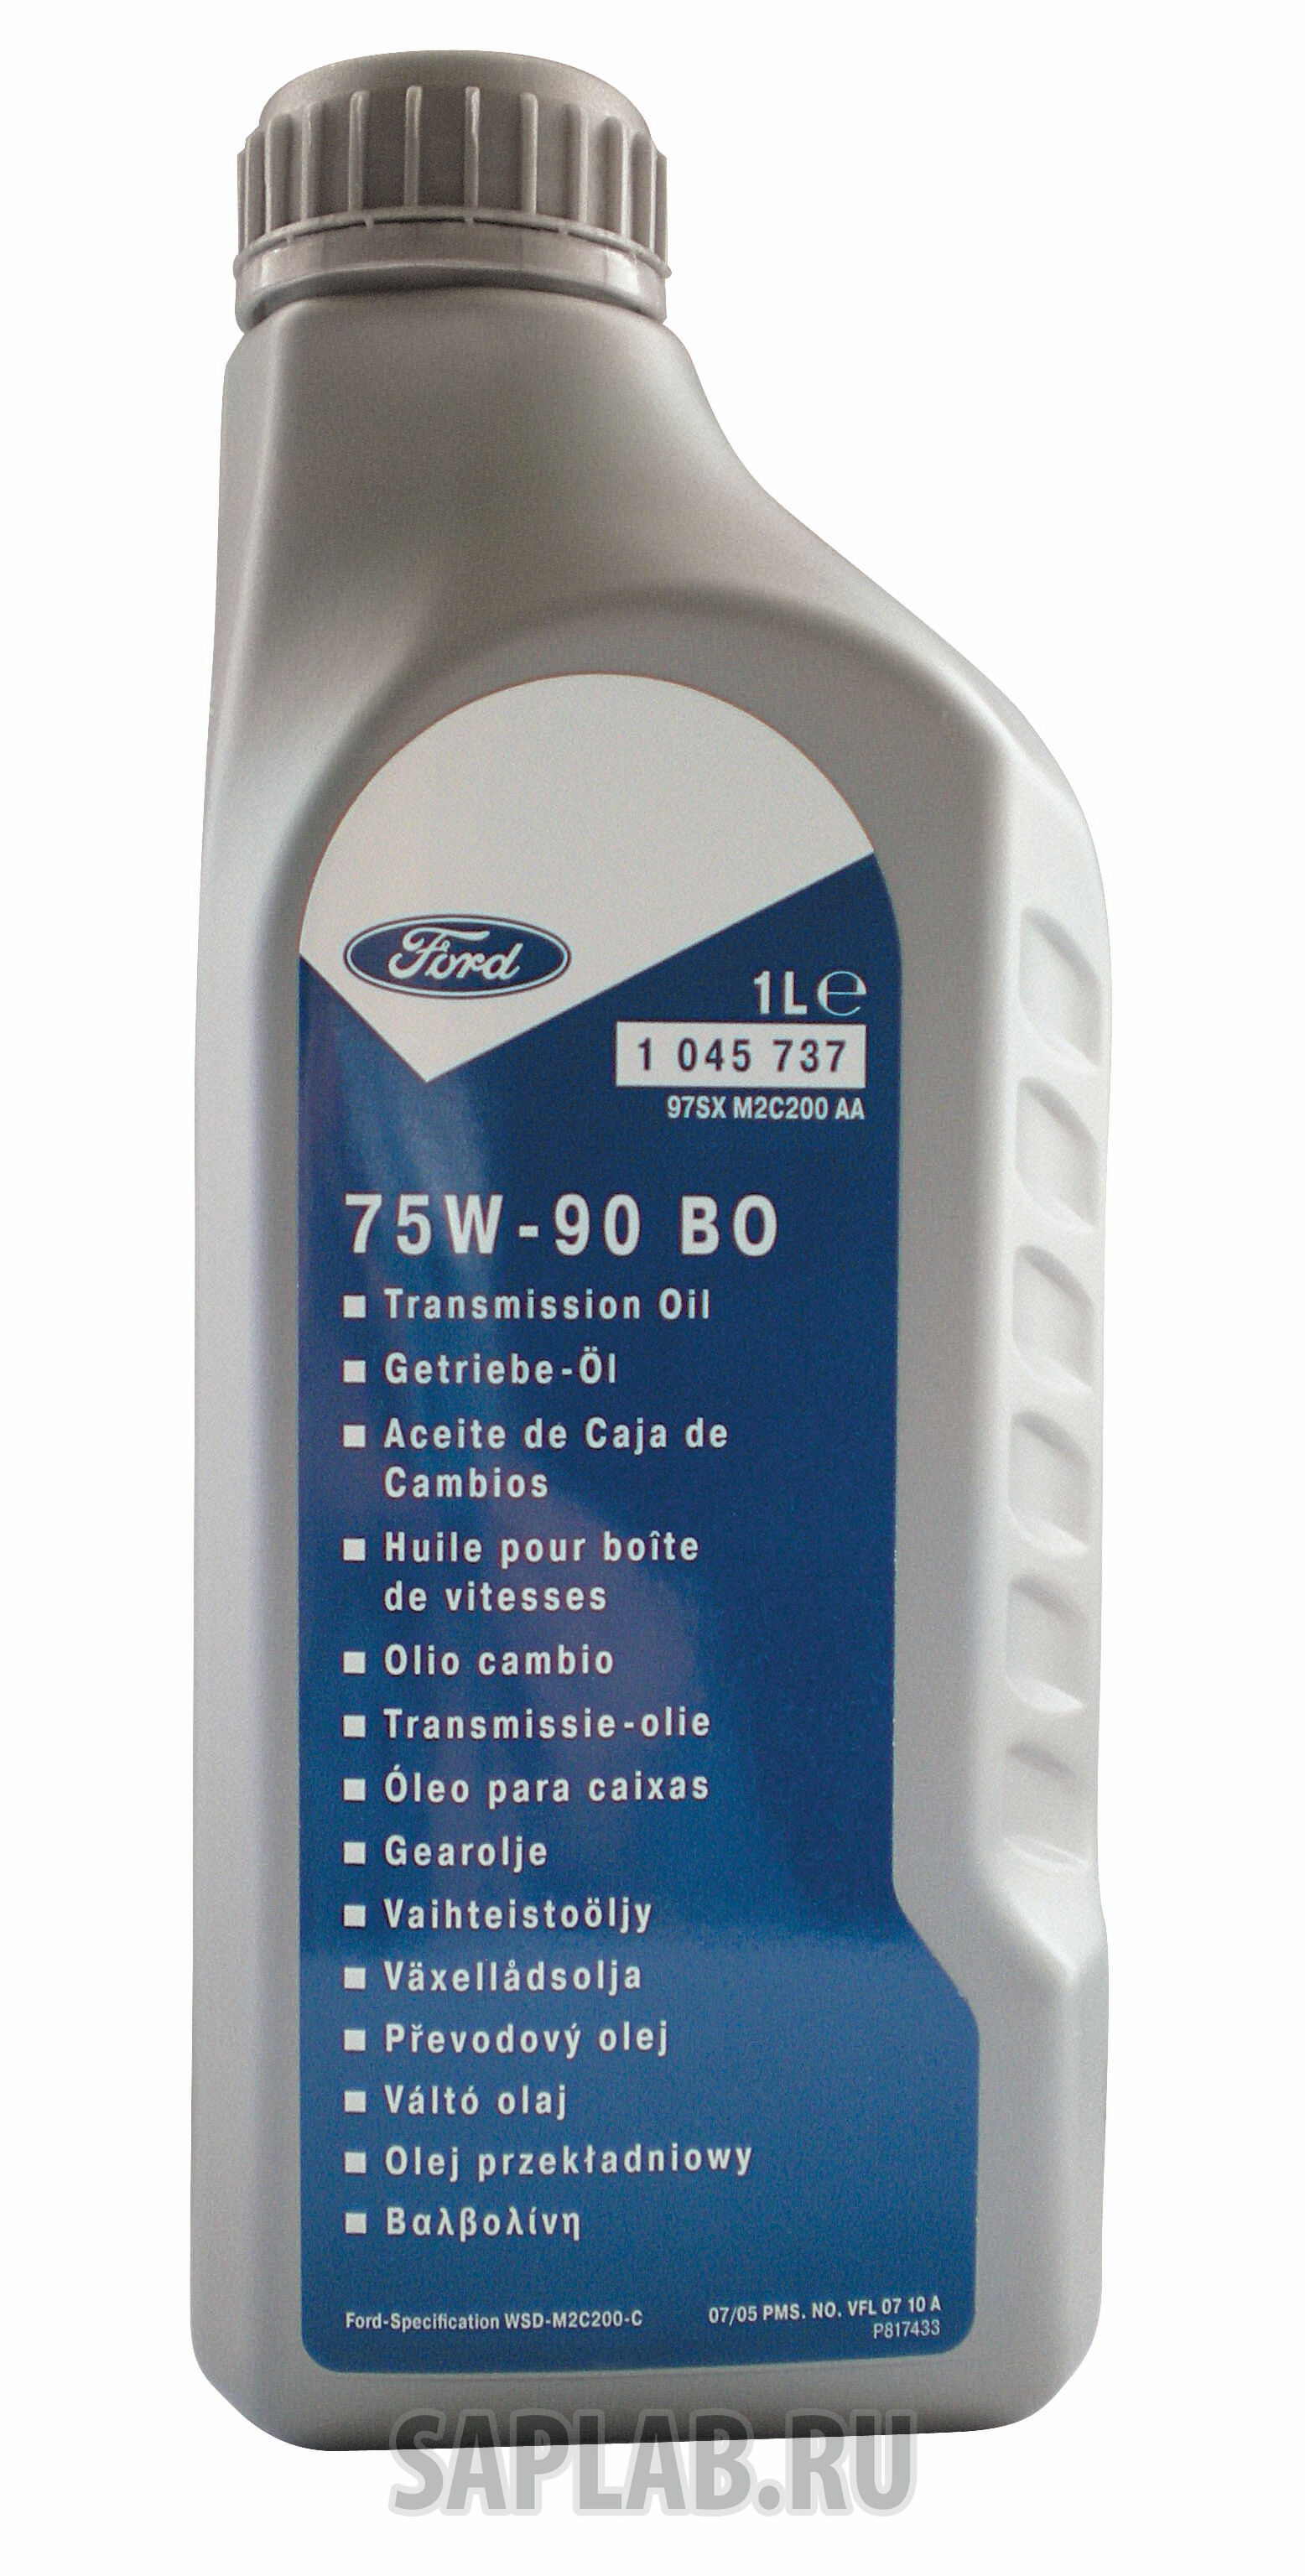 Ford
1L℮
1 045 737
97SX M2C200 AA
75W-90 BO
■ Transmission Oil
■ Getriebe-Öl
■ Aceite de Caja de
Cambios
■ Huile pour boîte
de vitesses
■ Olio cambio
■ Transmissie-olie
■ Óleo para caixas
■ Gearolje
■ Vaihteistoöljy
■ Växellådsolja
■ Převodový olej
■ Váltó olaj
■ Olej przekładniowy
■ Βαλβολίνη
Ford-Specification WSD-M2C200-C
07/05 PMS. NO. VFL 07 10 A
P817433
SAPLAB.RU